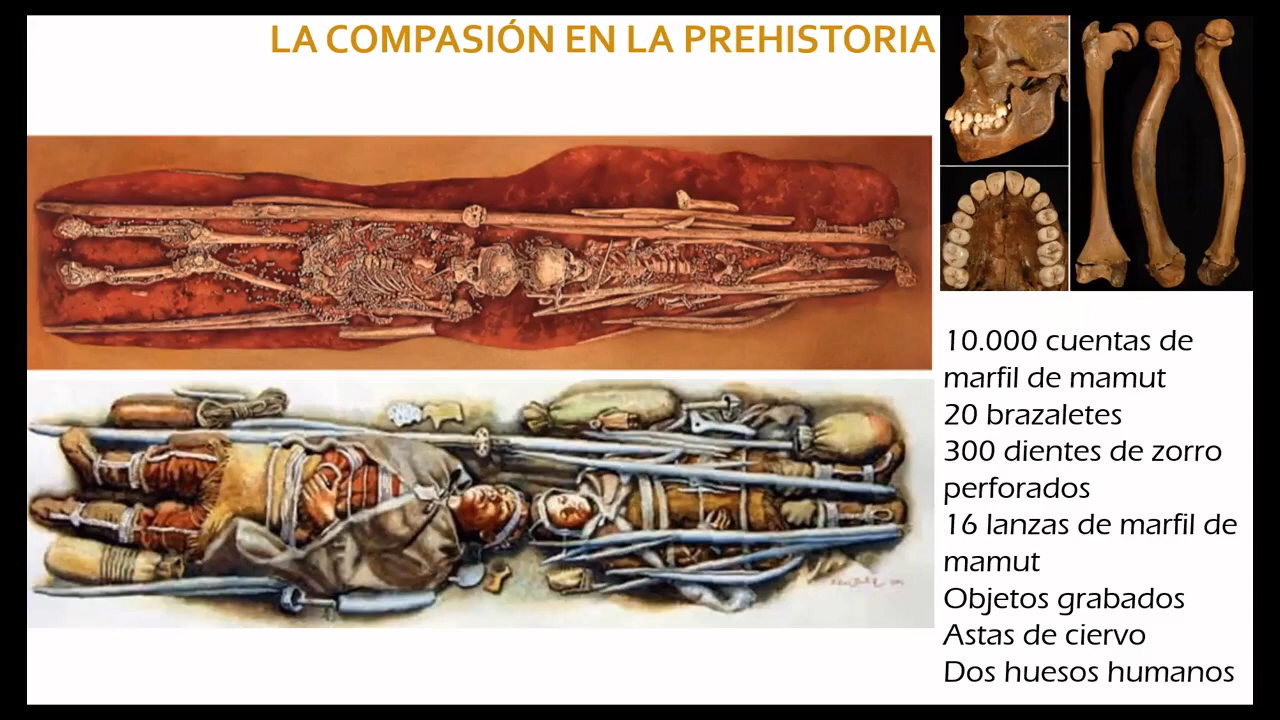 LA COMPASIÓN EN LA PREHISTORIA
10.000 cuentas de
marfil de mamut
20 brazaletes
300 dientes de zorro
perforados
16 lanzas de marfil de
mamut
Objetos grabados
Astas de ciervo
Dos huesos humanos